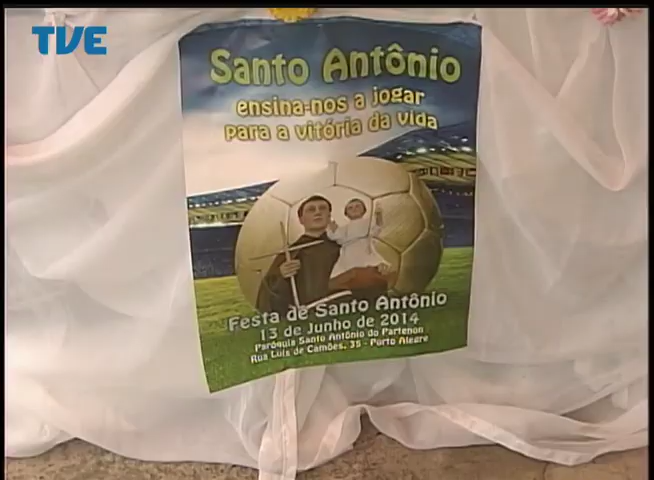 TVE
Santo Antônio
ensina-nos a jogar
para a vitória da vida
Festa de Santo Antônio
13 de Junho de 2014
Paróquia Santo Antônio do Partenon
Rua Luis de Camões, 35 - Porto Alegre